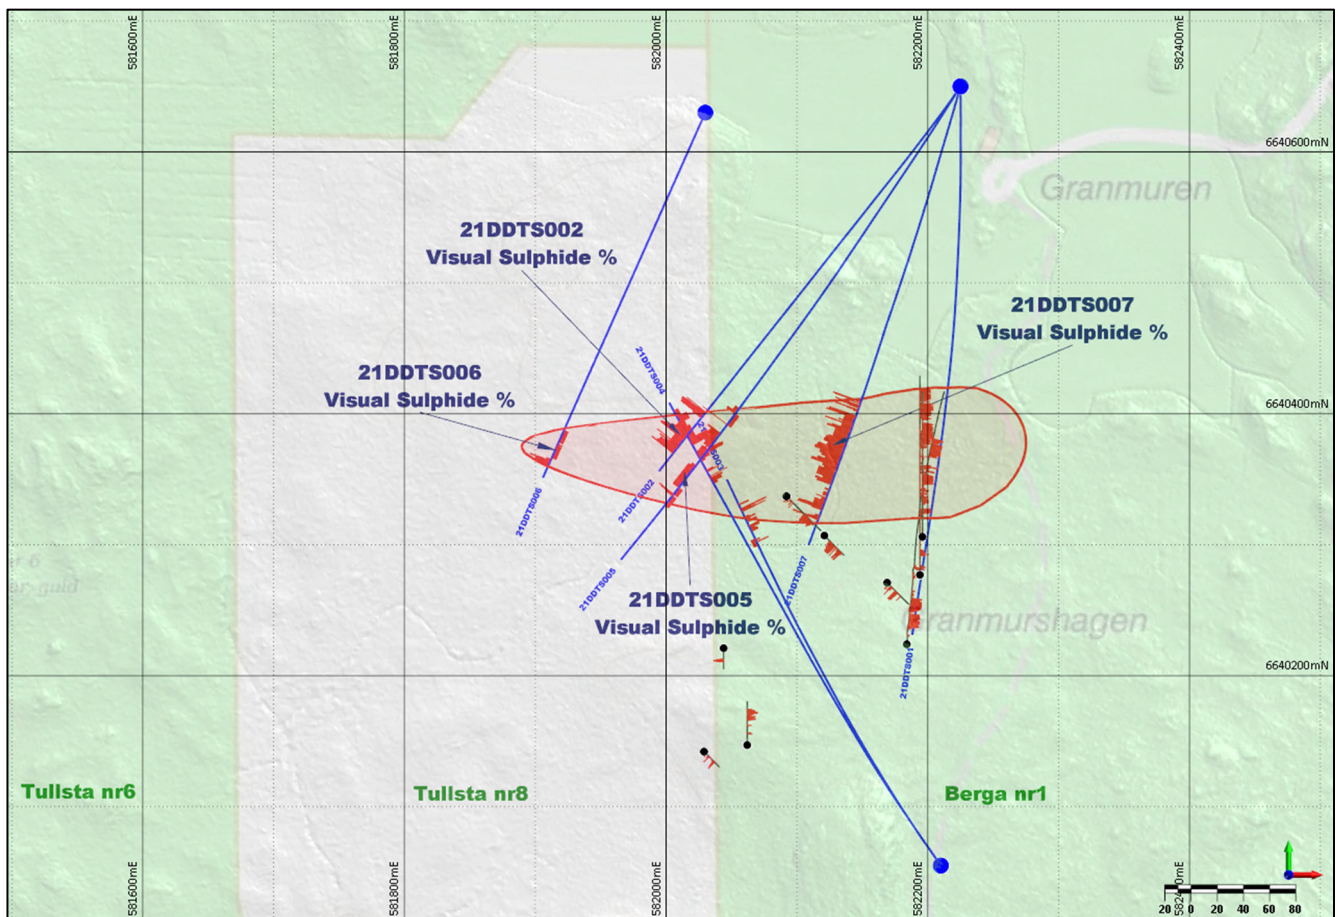 581600mE
581800mE
582000mE
582200mE
582400mE
6640600mN
Granmuren
21DDTS002
Visual Sulphide %
21DDTS007
Visual Sulphide %
21DDTS006
Visual Sulphide %
21DDTS004
6640400mN
21DDTS002
21DDTS006
21DDTS005
21DDTS007
21DDTS005
Visual Sulphide %
Granmurshagen
21DDTS001
6640200mN
Tullsta nr6
Tullsta nr8
Berga nr1
581600mE
581800mE
582000mE
582200mE
20 0 20 40 60 80